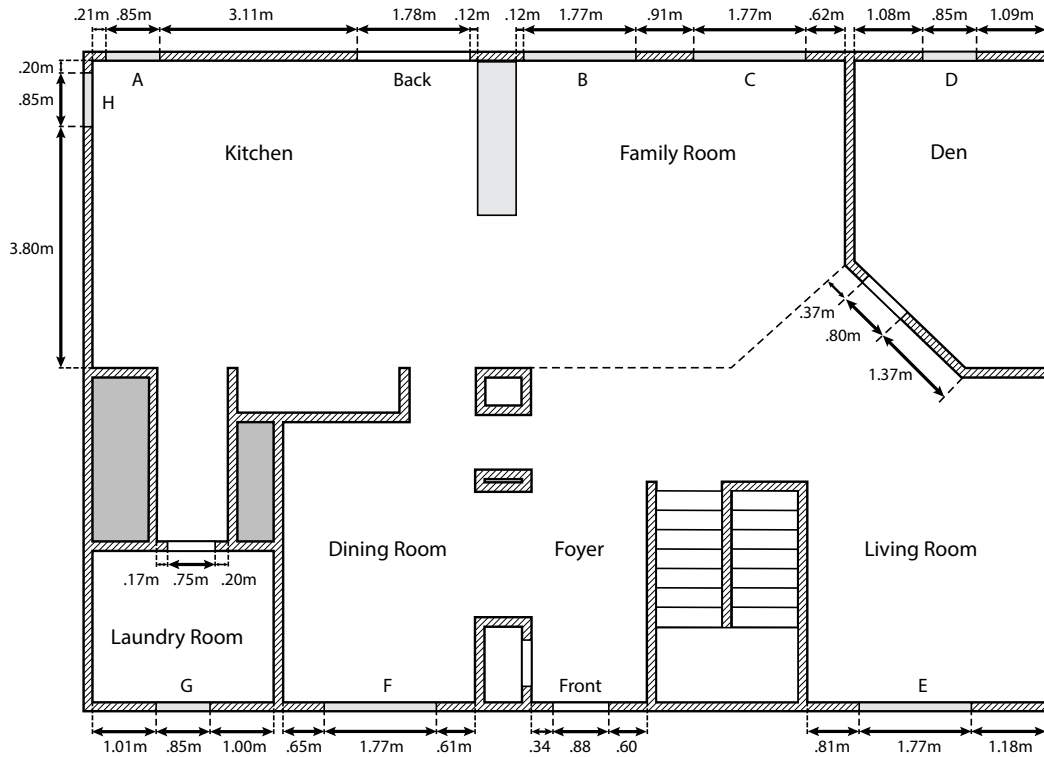 .21m .85m 3.11m 1.78m .12m .12m 1.77m .91m 1.77m .62m 1.08m .85m 1.09m
.20m
A Back B C D
.85m H
Kitchen Family Room Den
3.80m
.37m
.80m
1.37m
Dining Room Foyer Living Room
.17m .75m .20m
Laundry Room
G F Front E
1.01m .85m 1.00m .65m 1.77m .61m .34 .88 .60 .81m 1.77m 1.18m